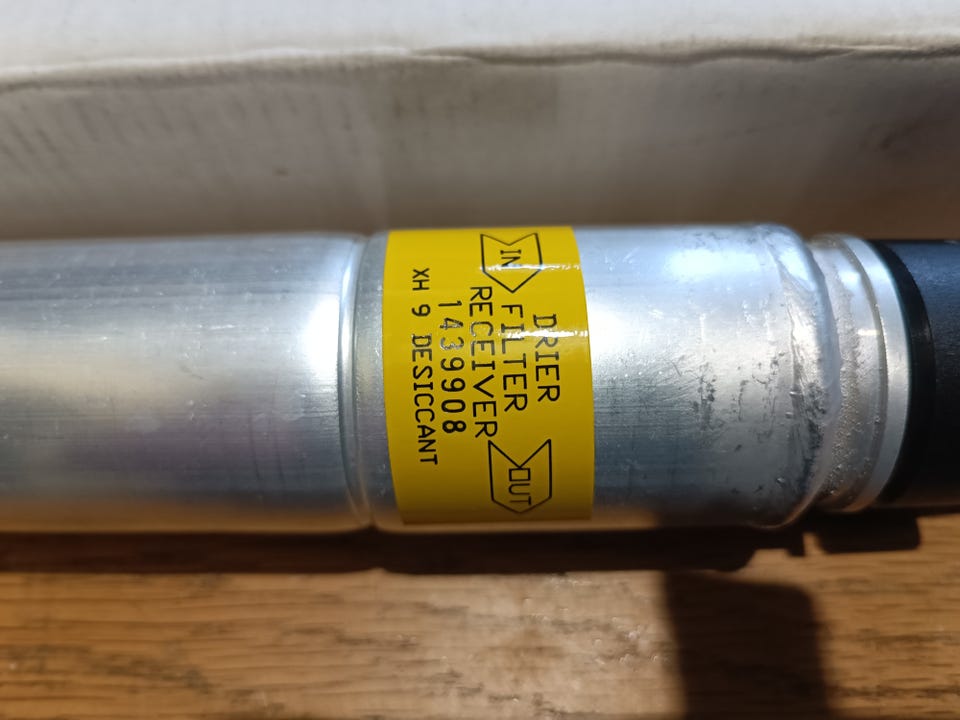 IN
DRIER
FILTER
RECEIVER
OUT
1439908
XH 9 DESICCANT